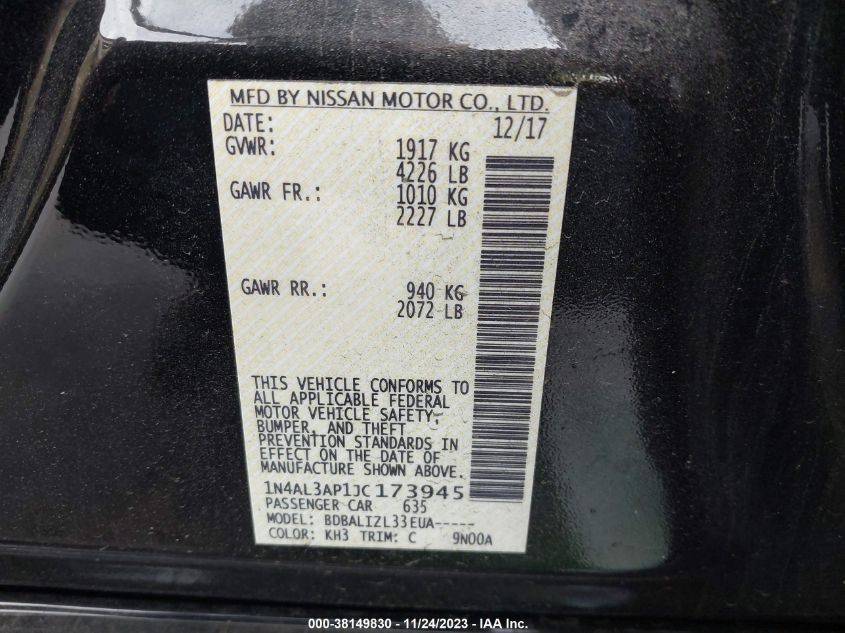 MFD BY NISSAN MOTOR CO., LTD.
DATE: 12/17
GVWR: 1917 KG
4226 LB
GAWR FR.: 1010 KG
2227 LB
GAWR RR.: 940 KG
2072 LB
THIS VEHICLE CONFORMS TO
ALL APPLICABLE FEDERAL
MOTOR VEHICLE SAFETY,
BUMPER, AND THEFT
PREVENTION STANDARDS IN
EFFECT ON THE DATE OF
MANUFACTURE SHOWN ABOVE.
1N4AL3AP1JC173945
PASSENGER CAR 635
MODEL: BDBALIZL33EUA-----
COLOR: KH3 TRIM: C 9N00A
000-38149830 - 11/24/2023 - IAA Inc.